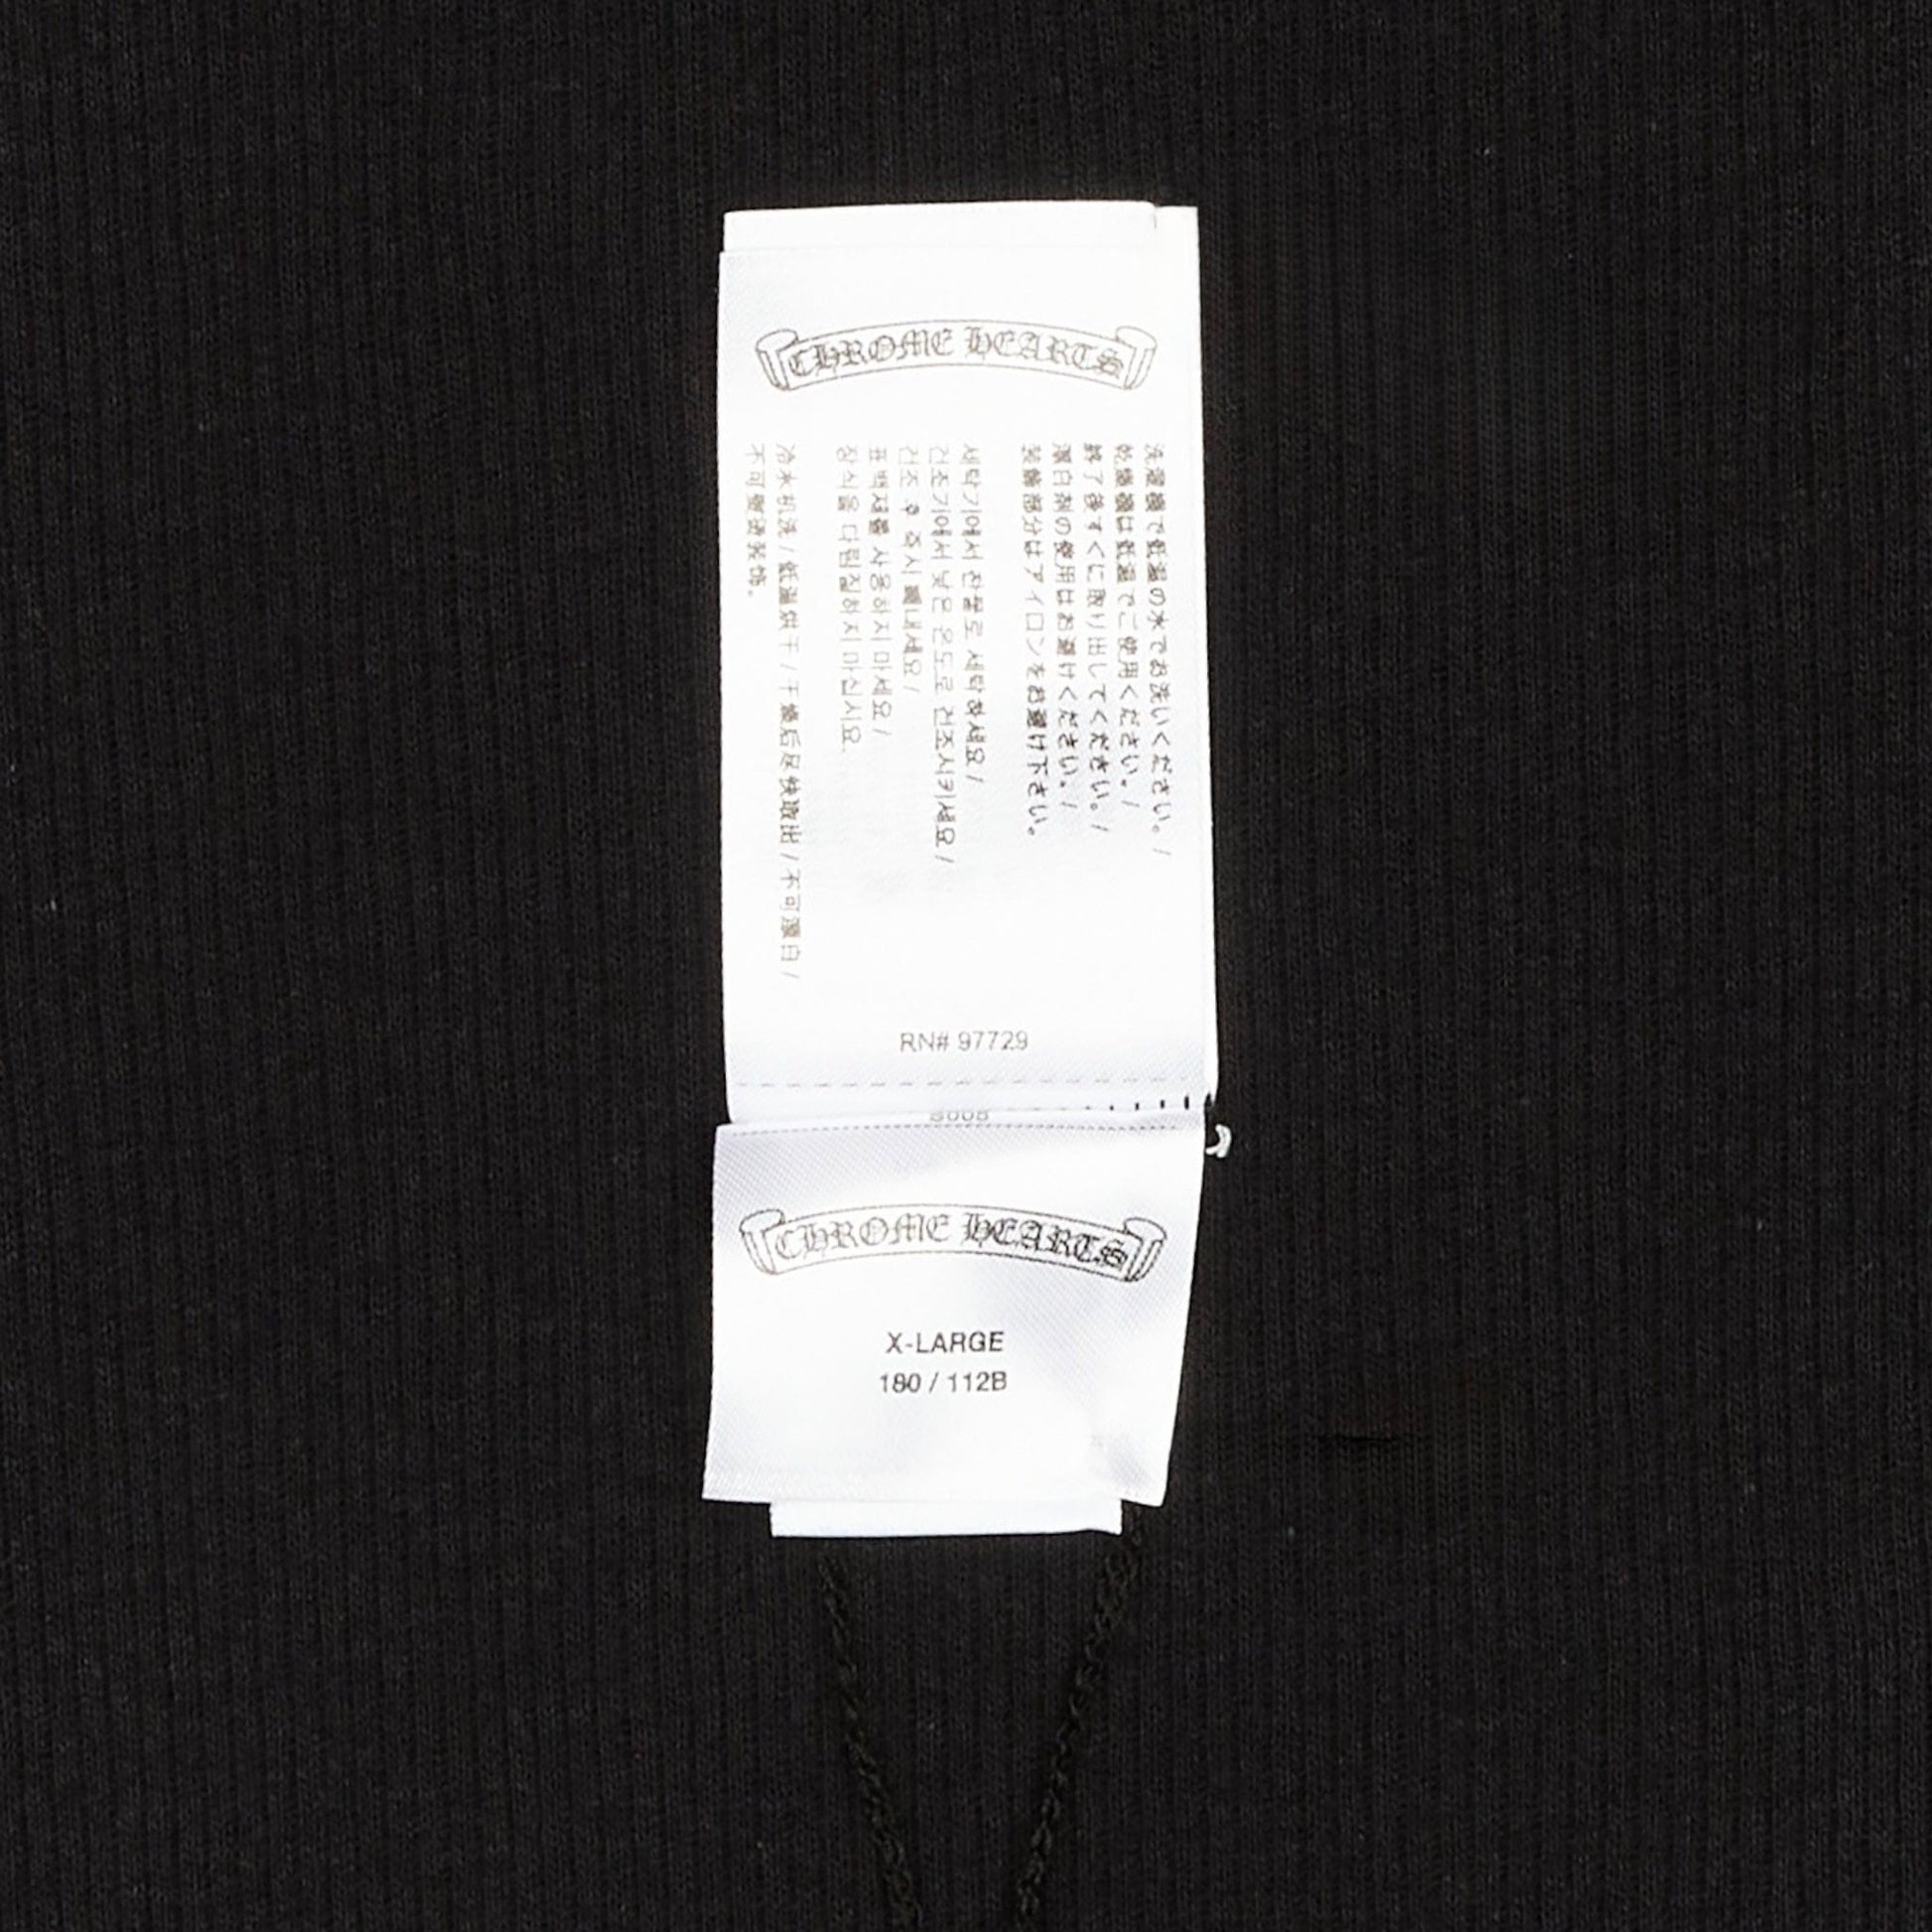 CHROME HEARTS
洗濯機で低温の水でお洗いください。/
乾燥機は低温でご使用ください。/
終了後すぐに取り出してください。/
漂白剤の使用はお避けください。/
装飾部分はアイロンをお避け下さい。
세탁기에서 찬물로 세탁하세요/
건조기에서 낮은 온도로 건조시키세요/
건조 후 즉시 빼내세요/
표백제를 사용하지 마세요/
장식을 다림질하지 마십시요.
冷水机洗/低温烘干/干燥后尽快取出/不可漂白/
不可熨烫装饰。
RN# 97729
CHROME HEARTS
X-LARGE
180 / 112B